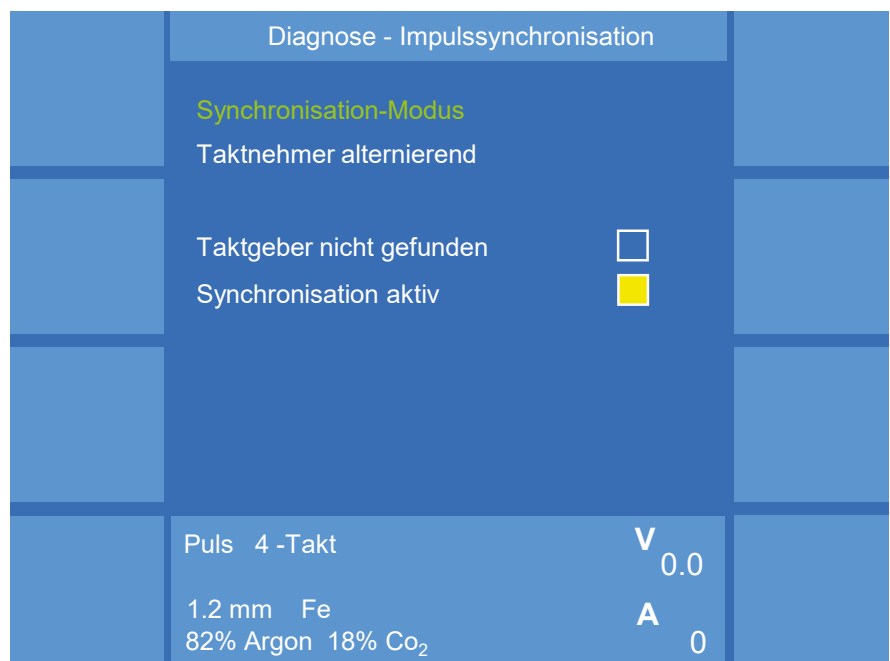 Diagnose - Impulssynchronisation
Synchronisation-Modus
Taktnehmer alternierend
Taktgeber nicht gefunden
Synchronisation aktiv
Puls 4 -Takt
V
0.0
1.2 mm Fe
82% Argon 18% Co₂
A
0